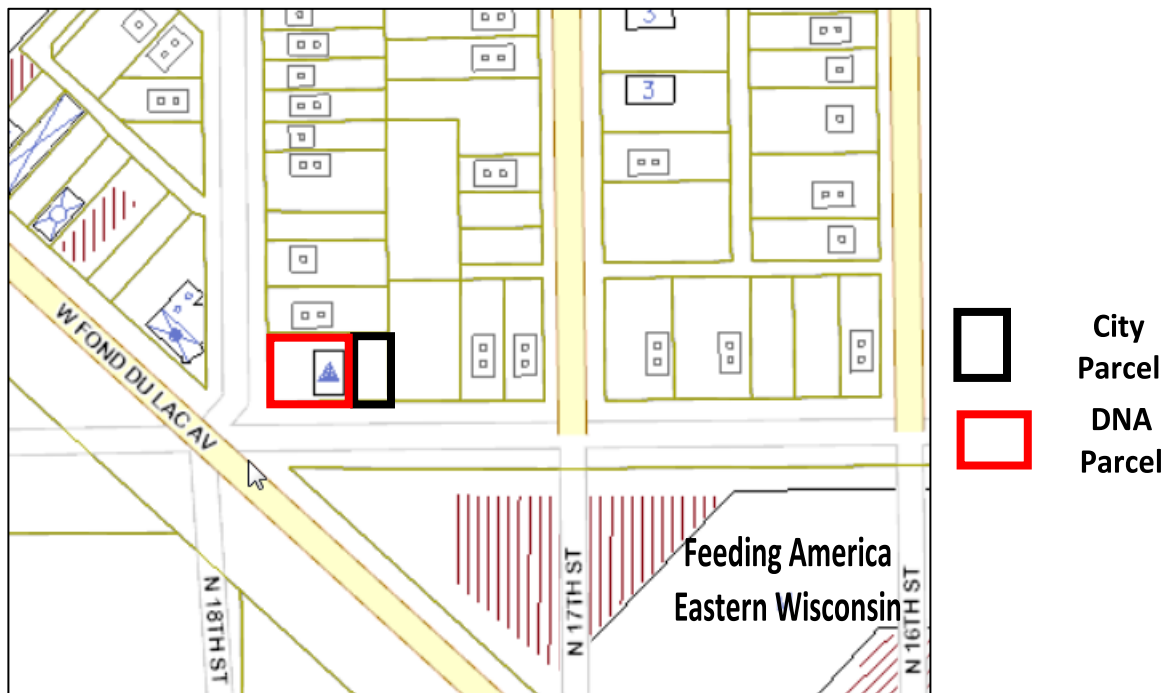 3
3
W FOND DU LAC AV
N 18TH ST
N 17TH ST
N 16TH ST
Feeding America
Eastern Wisconsin
City
Parcel
DNA
Parcel